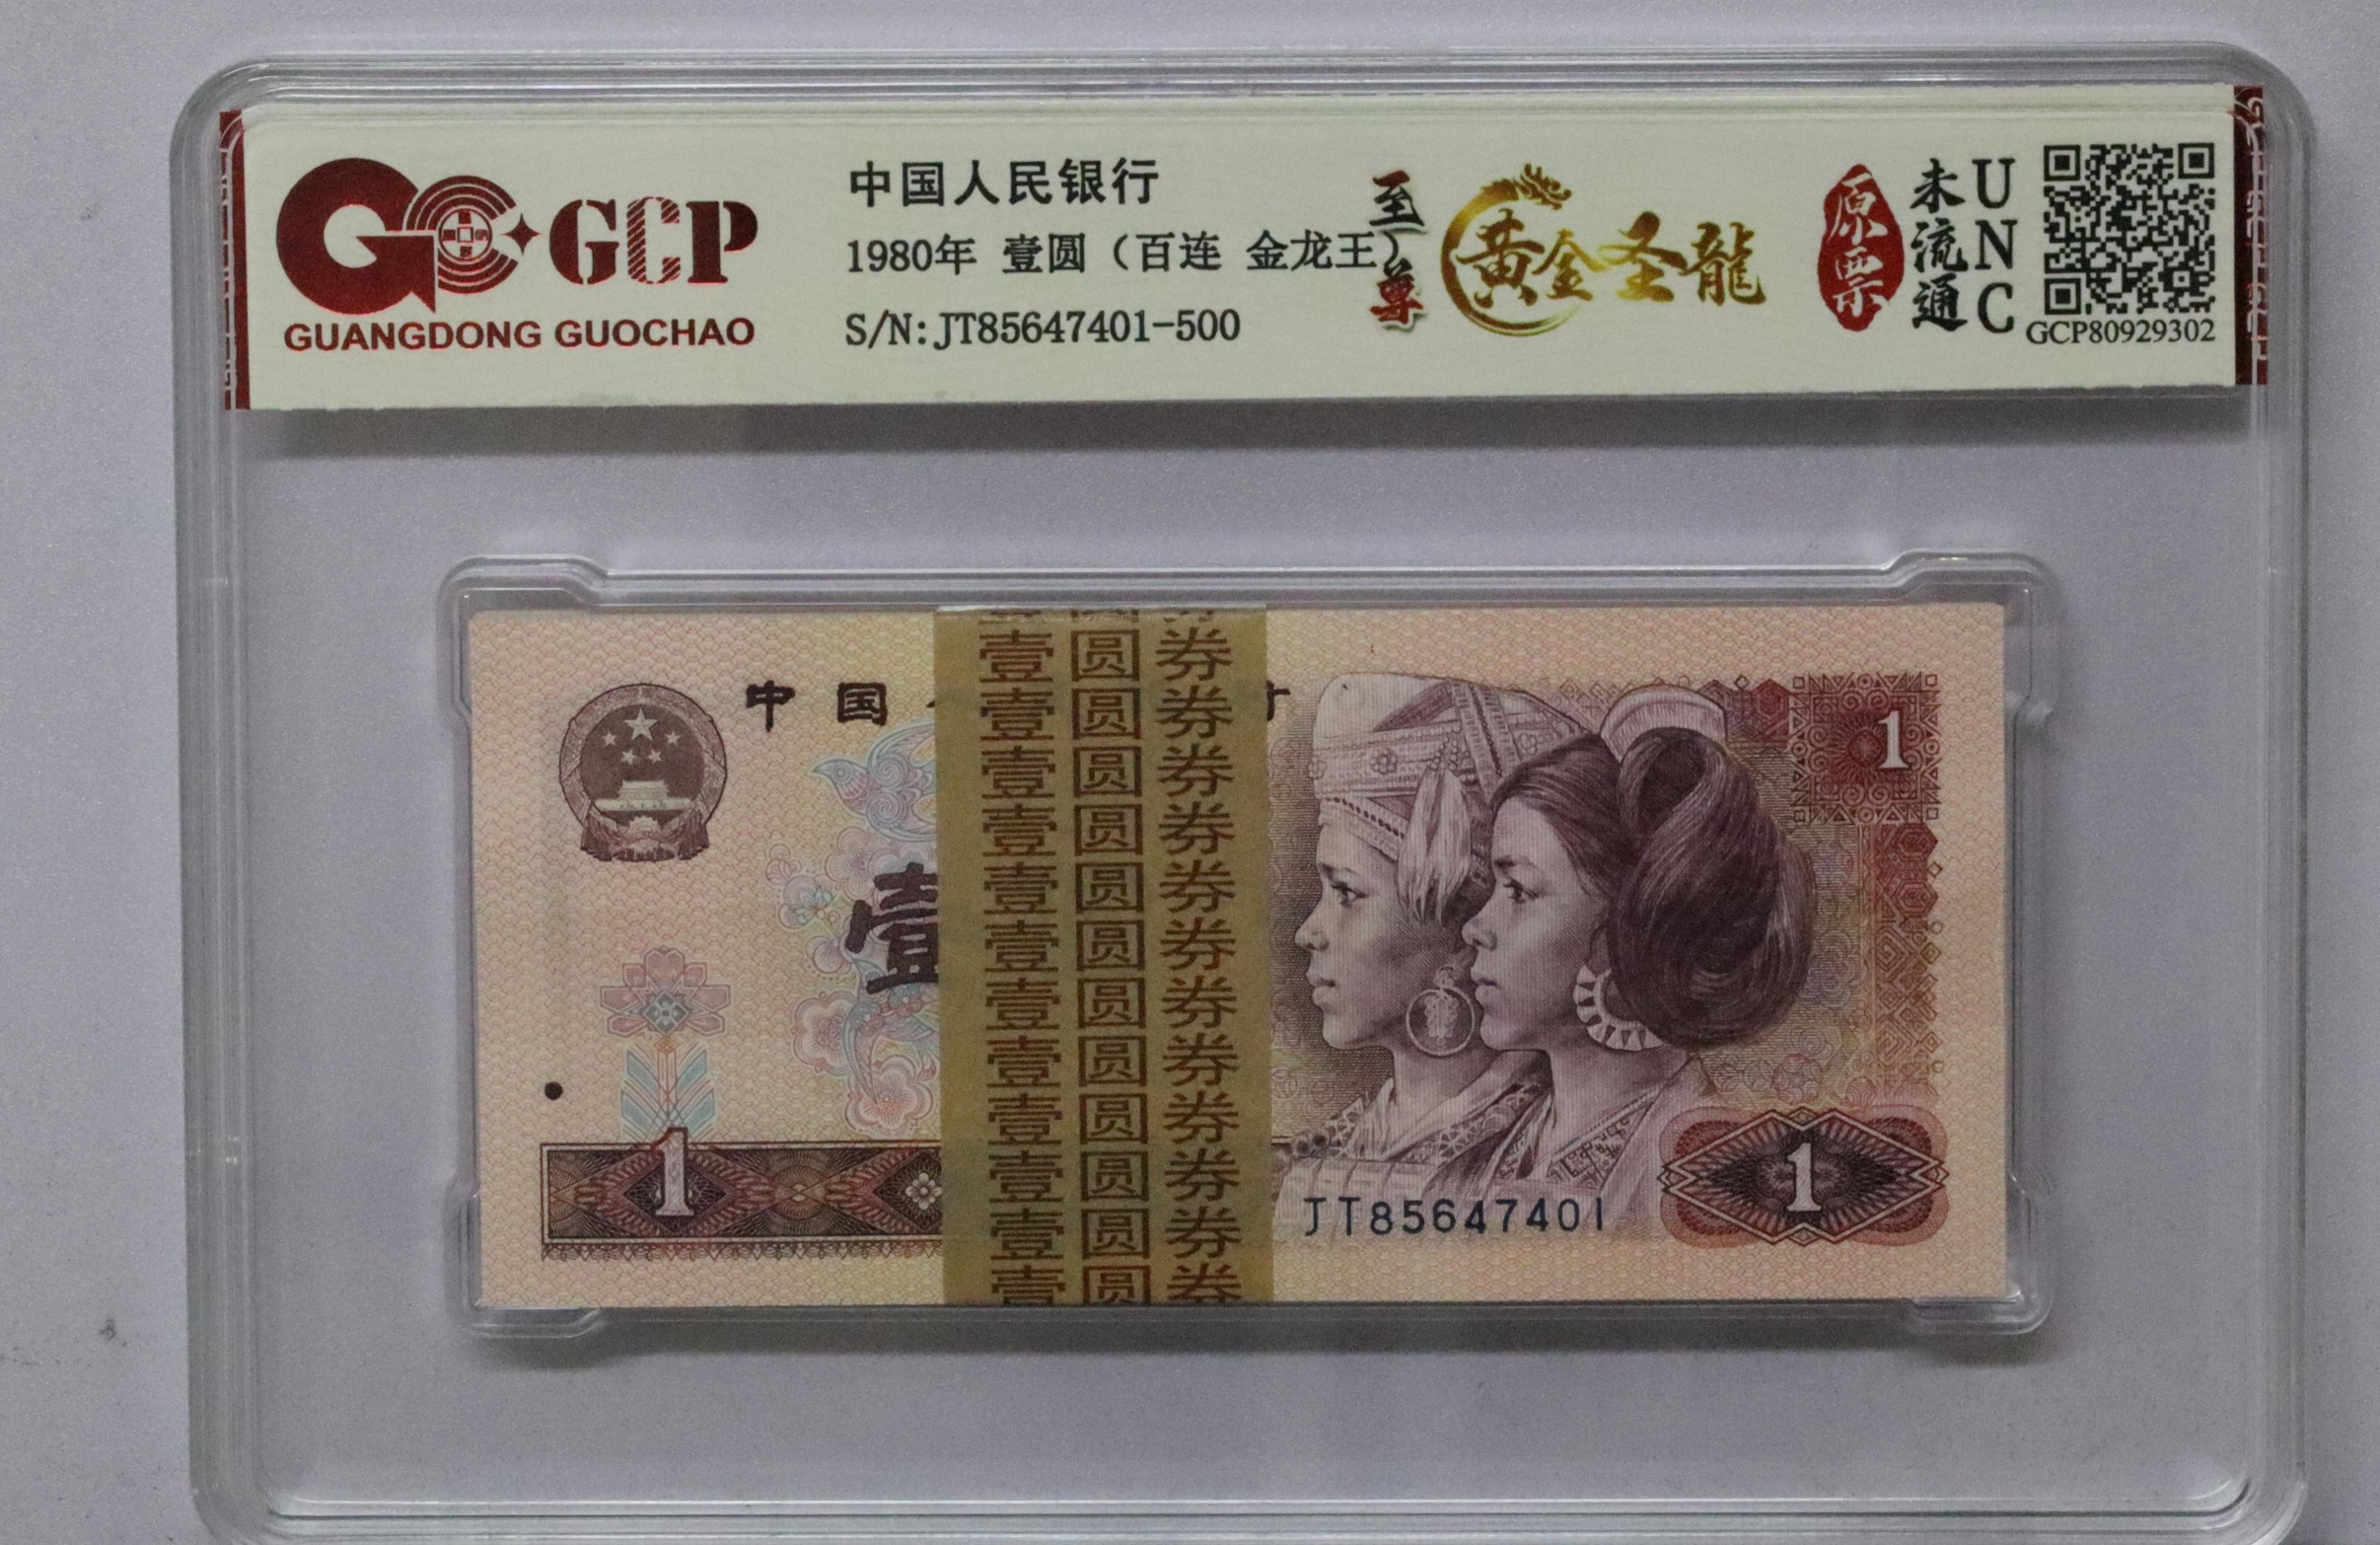 GCP
GUANGDONG GUOCHAO
中国人民银行
1980年 壹圆（百连 金龙王）
S/N:JT85647401-500
至尊
黄金圣龍
原票
未流通
UNC
GCP80929302
中国
壹
壹圆券
壹圆券
壹圆券
壹圆券
壹圆券
壹圆券
壹圆券
壹圆券
壹圆券
壹圆券
壹圆券
壹圆券
1
1
JT85647401
1